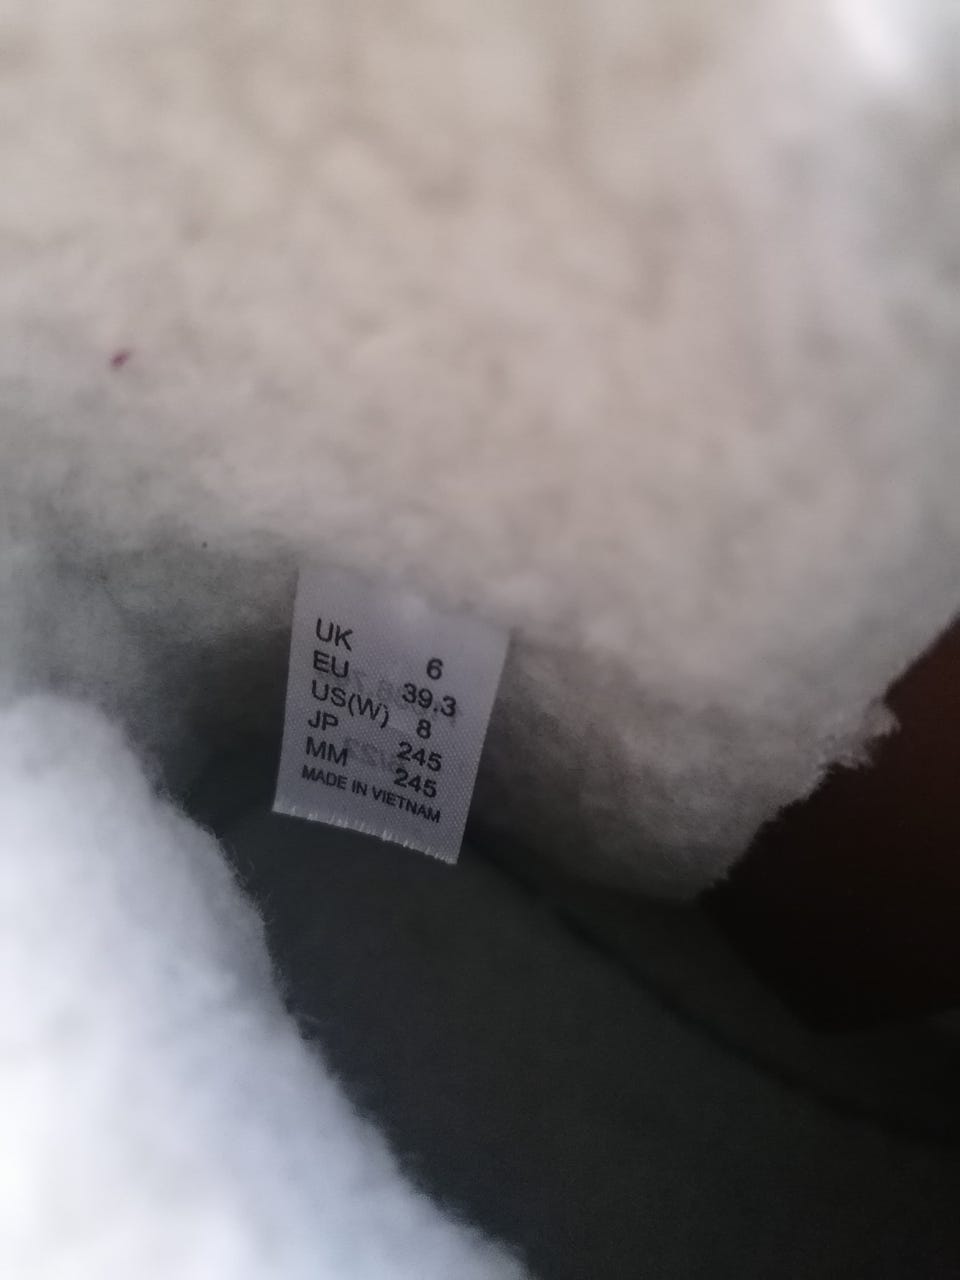 UK 6
EU 39.3
US(W) 8
JP 245
MM 245
MADE IN VIETNAM